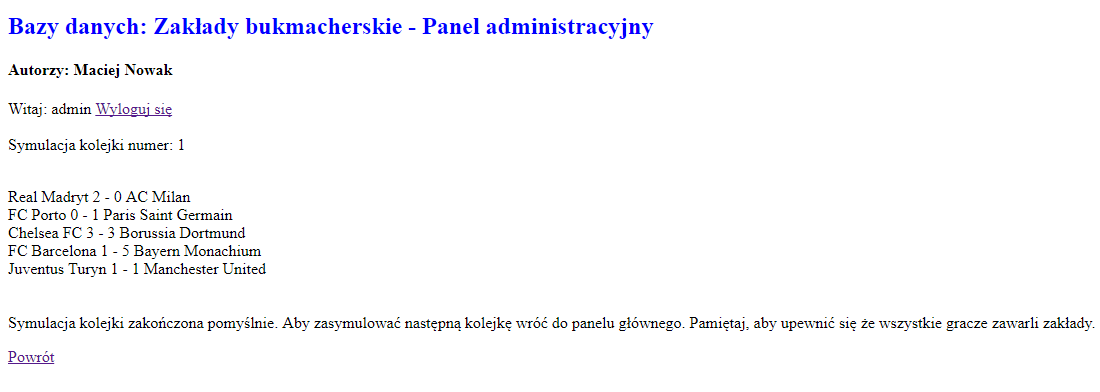 Bazy danych: Zakłady bukmacherskie - Panel administracyjny
Autorzy: Maciej Nowak
Witaj: admin Wyloguj się
Symulacja kolejki numer: 1
Real Madryt 2 - 0 AC Milan
FC Porto 0 - 1 Paris Saint Germain
Chelsea FC 3 - 3 Borussia Dortmund
FC Barcelona 1 - 5 Bayern Monachium
Juventus Turyn 1 - 1 Manchester United
Symulacja kolejki zakończona pomyślnie. Aby zasymulować następną kolejkę wróć do panelu głównego. Pamiętaj, aby upewnić się że wszystkie gracze zawarli zakłady.
Powrót